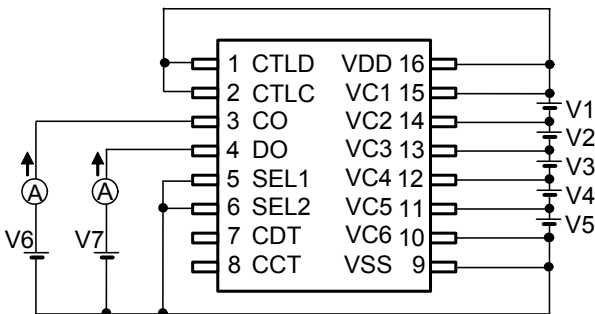 1 CTLD VDD 16
2 CTLC VC1 15
3 CO VC2 14
4 DO VC3 13
5 SEL1 VC4 12
6 SEL2 VC5 11
7 CDT VC6 10
8 CCT VSS 9
A
A
V6
V7
V1
V2
V3
V4
V5